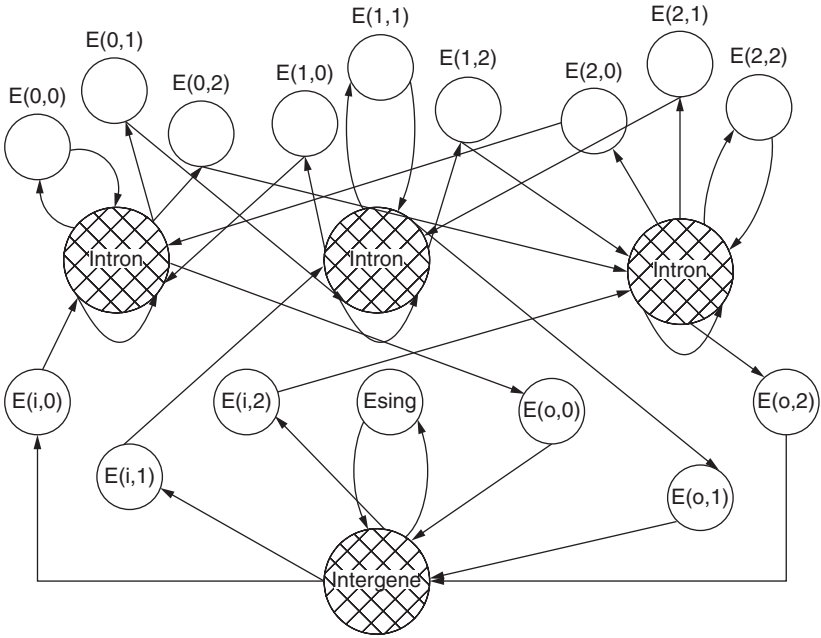 E(1,1)
E(2,1)
E(0,1)
E(1,2)
E(2,2)
E(0,2)
E(1,0)
E(2,0)
E(0,0)
Intron
Intron
Intron
E(i,0)
E(i,2)
Esing
E(o,0)
E(o,2)
E(i,1)
E(o,1)
Intergene